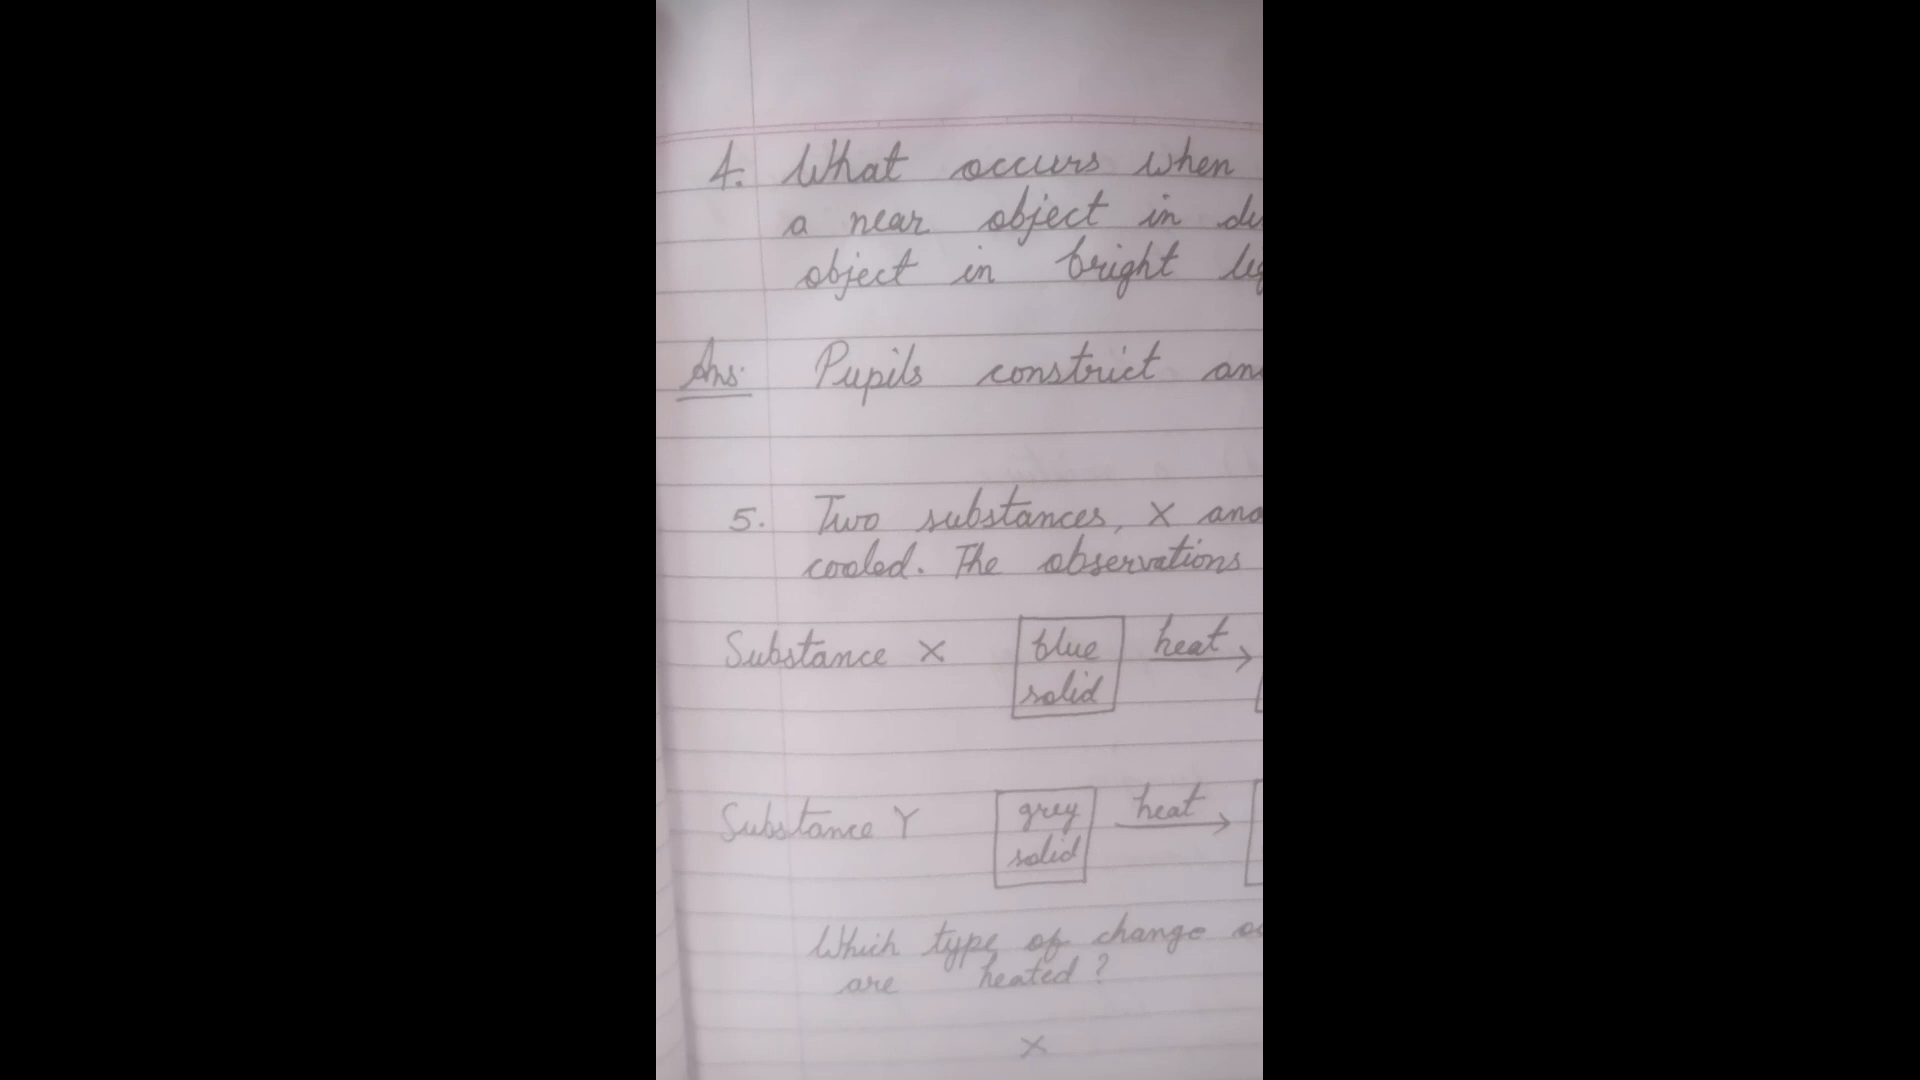 4. What occurs when
a near object in
object in bright
Ans. Pupils constrict
5. Two substances, X and
cooled. The observations
Substance X blue heat
solid
Substance Y grey heat
solid
Which type of change
are heated?
X